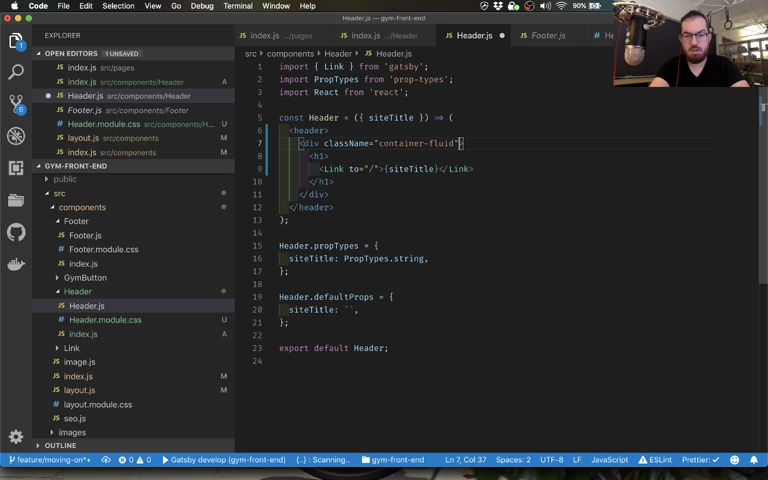 Code File Edit Selection View Go Debug Terminal Window 90%
Header.js — gym-front-end
EXPLORER
OPEN EDITORS 1 UNSAVED
index.js src/pages
index.js src/components/Header A
Header.js src/components/Header
Footer.js src/components/Footer
Header.module.css src/components/H... U
layout.js src/components M
index.js src/components M
GYM-FRONT-END
public
src
components
Footer
Footer.js
Footer.module.css
index.js
GymButton
Header
Header.js
Header.module.css U
index.js A
Link
image.js
index.js M
layout.js M
layout.module.css
seo.js
images
OUTLINE
1
6
index.js .../pages
index.js .../Header
Header.js
Footer.js
src > components > Header > JS Header.js
1 import { Link } from 'gatsby';
2 import PropTypes from 'prop-types';
3 import React from 'react';
4
5 const Header = ({ siteTitle }) => (
6 <header>
7 <div className="container-fluid">
8 <h1>
9 <Link to="/">{siteTitle}</Link>
10 </h1>
11 </div>
12 </header>
13 );
14
15 Header.propTypes = {
16 siteTitle: PropTypes.string,
17 };
18
19 Header.defaultProps = {
20 siteTitle: ``,
21 };
22
23 export default Header;
24
feature/moving-on*+ 0 0 Gatsby develop (gym-front-end) {..}: Scanning.. gym-front-end Ln 7, Col 37 Spaces: 2 UTF-8 LF JavaScript ESLint Prettier: ✓